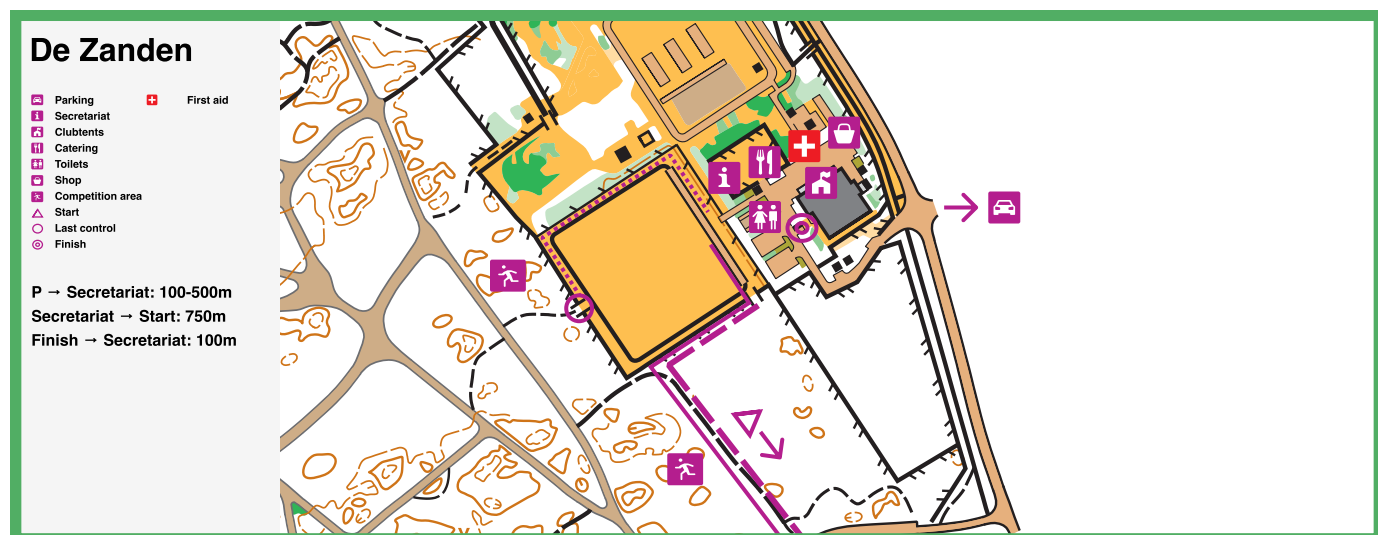 De Zanden
Parking
First aid
Secretariat
Clubtents
Catering
Toilets
Shop
Competition area
Start
Last control
Finish
P → Secretariat: 100-500m
Secretariat → Start: 750m
Finish → Secretariat: 100m